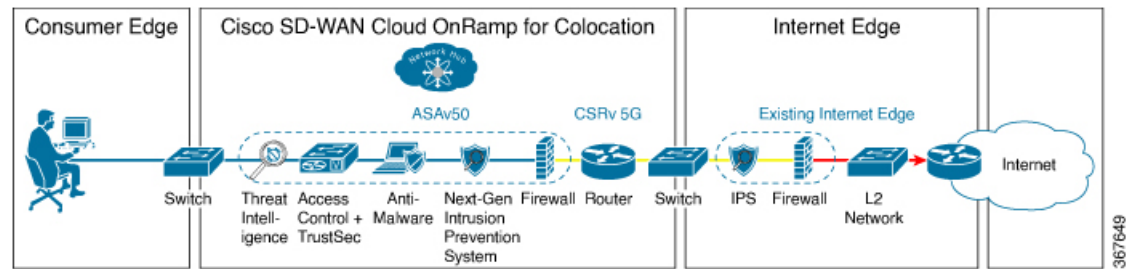 Consumer Edge
Cisco SD-WAN Cloud OnRamp for Colocation
Internet Edge
Network Hub
ASAv50
CSRv 5G
Existing Internet Edge
Internet
Switch
Threat
Intell-
igence
Access
Control +
TrustSec
Anti-
Malware
Next-Gen
Intrusion
Prevention
System
Firewall
Router
Switch
IPS
Firewall
L2
Network
367649